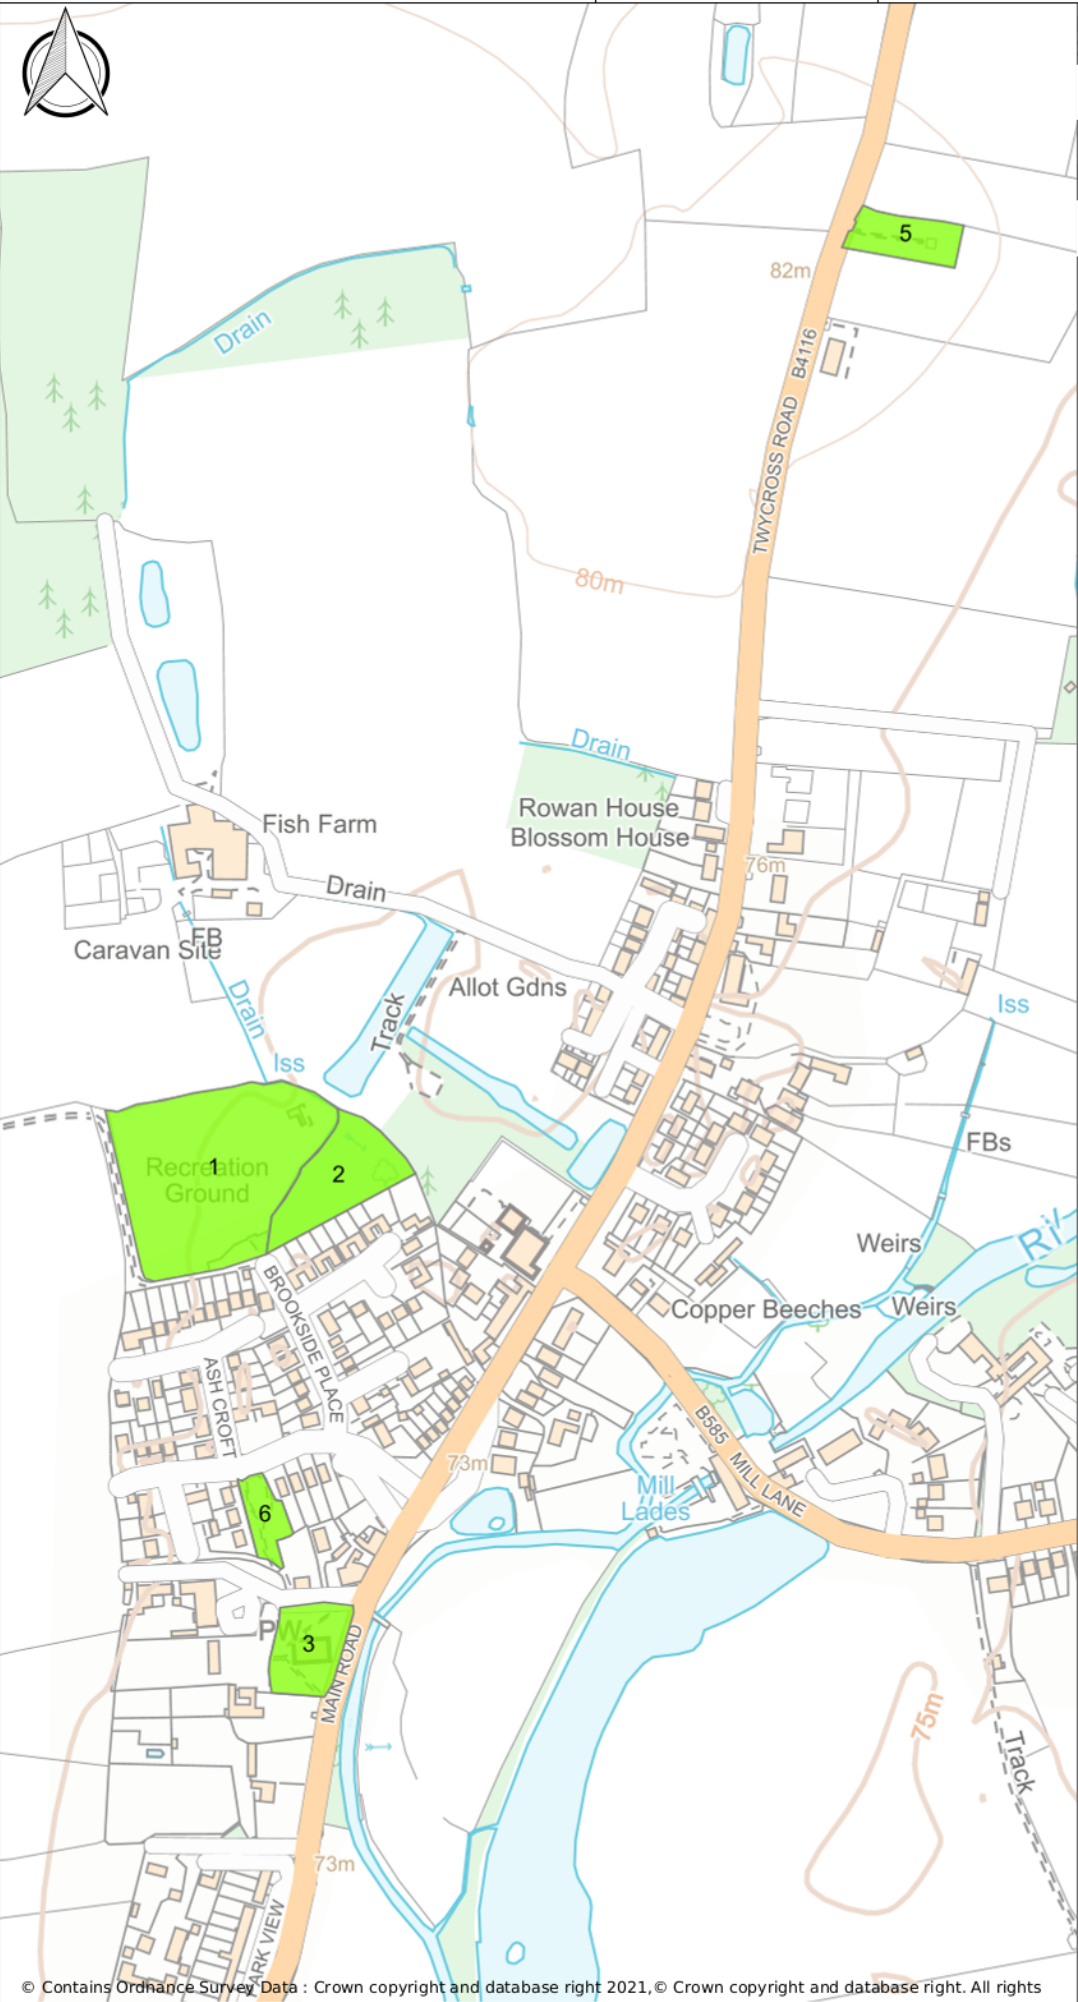 5
82m
TWYCROSS ROAD B4116
Drain
80m
Drain
Rowan House
Blossom House
Fish Farm
76m
Drain
FB
Caravan Site
Allot Gdns
Drain
Track
Iss
Iss
FBs
1
Recreation
Ground
2
Weirs
Weirs
Copper Beeches
BROOKSIDE PLACE
ASH CROFT
B585 MILL LANE
73m
Mill
Lades
6
PW
3
MAIN ROAD
75m
Track
73m
© Contains Ordnance Survey Data : Crown copyright and database right 2021,© Crown copyright and database right. All rights